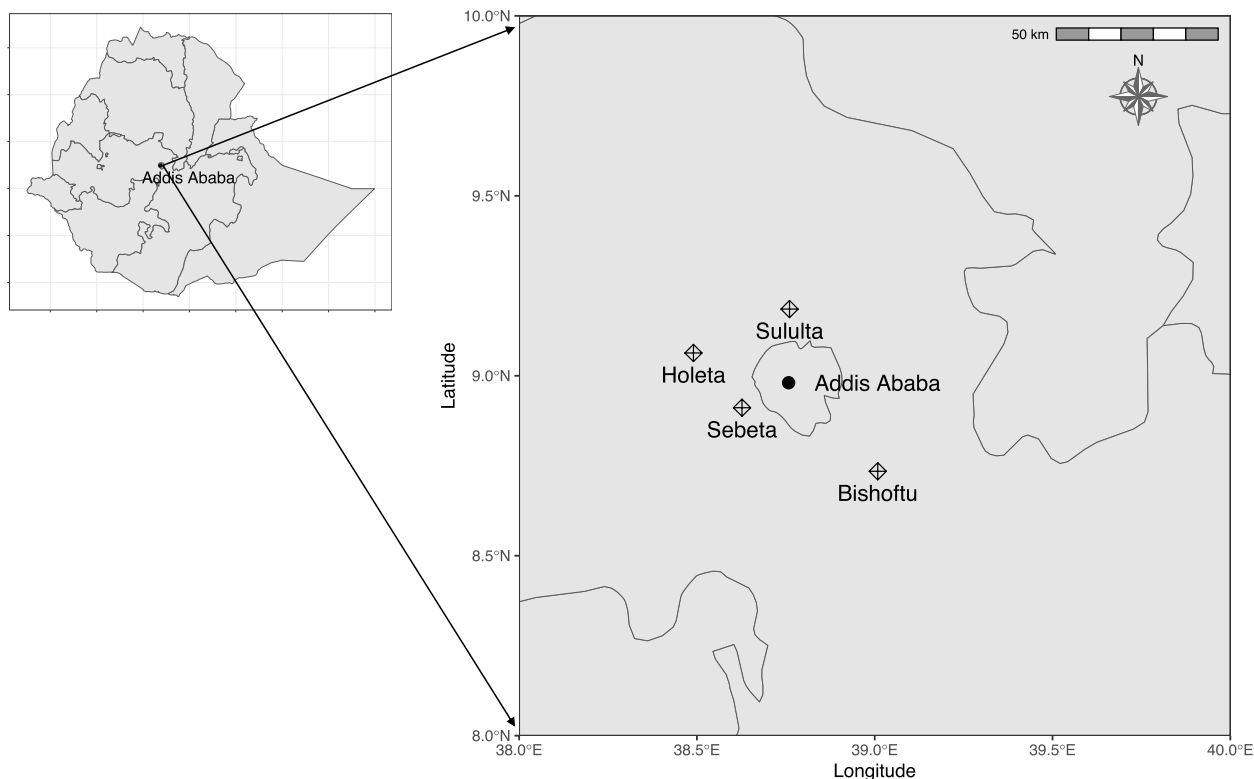 Addis Ababa
10.0°N
50 km
N
9.5°N
Sululta
Latitude
9.0°N
Holeta
Addis Ababa
Sebeta
Bishoftu
8.5°N
8.0°N
38.0°E
38.5°E
39.0°E
39.5°E
40.0°E
Longitude